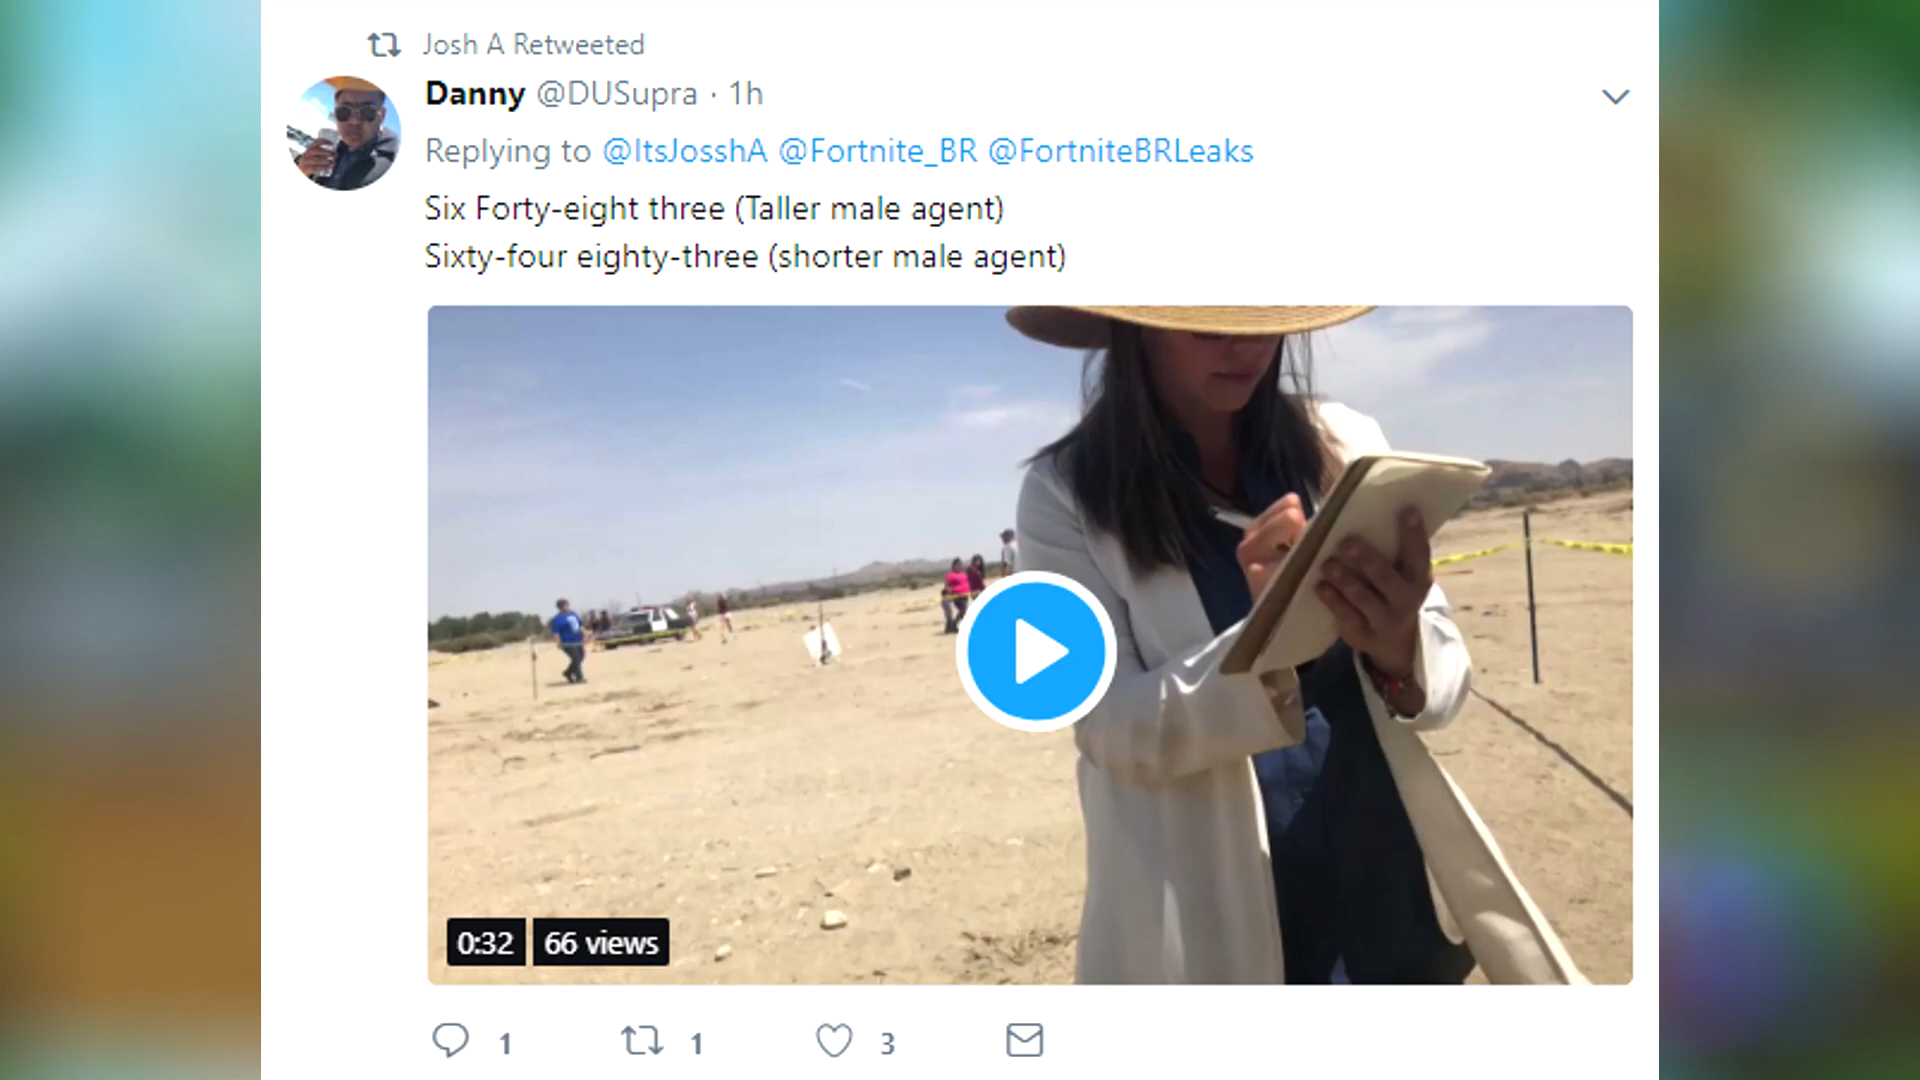 Josh A Retweeted
Danny @DUSupra · 1h
Replying to @ItsJosshA @Fortnite_BR @FortniteBRLeaks
Six Forty-eight three (Taller male agent)
Sixty-four eighty-three (shorter male agent)
0:32 66 views
1 1 3